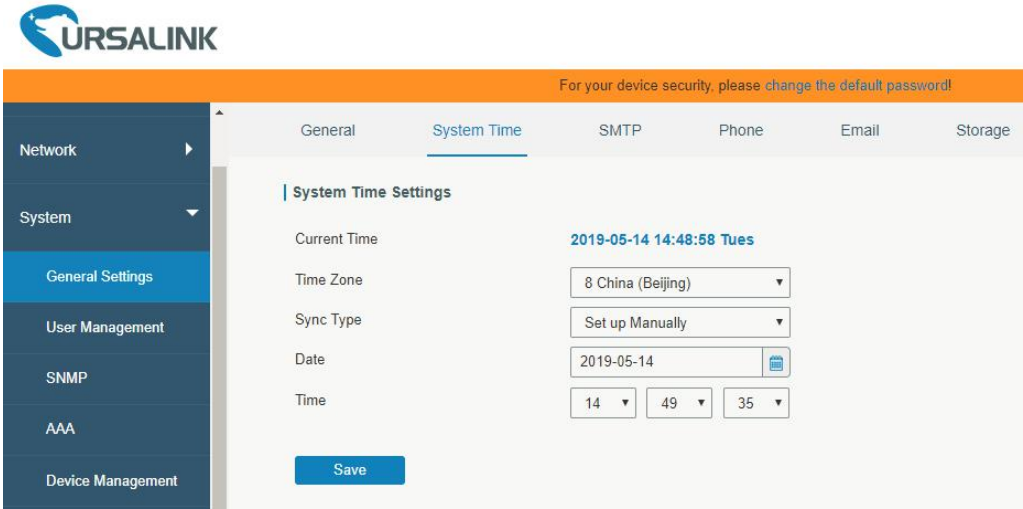 URSALINK
For your device security, please change the default password!
Network
System
General Settings
User Management
SNMP
AAA
Device Management
General System Time SMTP Phone Email Storage
System Time Settings
Current Time 2019-05-14 14:48:58 Tues
Time Zone 8 China (Beijing)
Sync Type Set up Manually
Date 2019-05-14
Time 14 49 35
Save